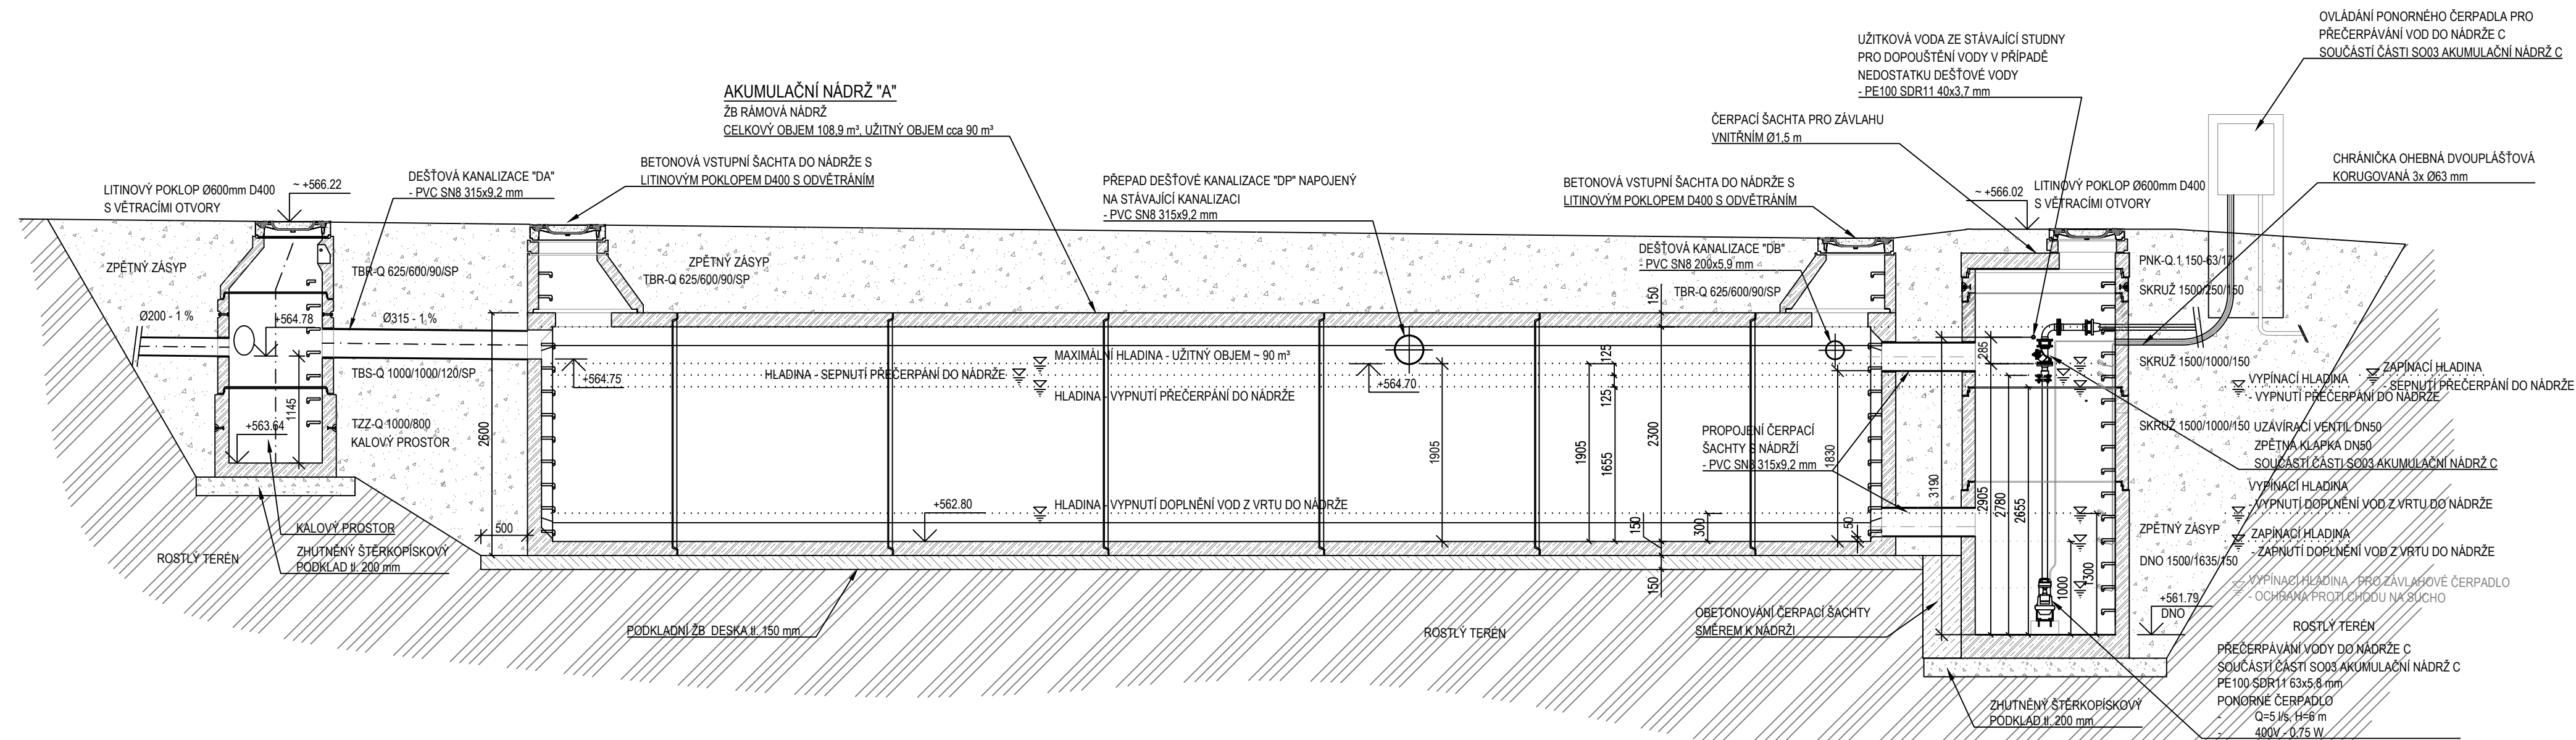 OVLÁDÁNÍ PONORNÉHO ČERPADLA PRO
PŘEČERPÁVÁNÍ VOD DO NÁDRŽE C
SOUČÁSTÍ ČÁSTI SO03 AKUMULAČNÍ NÁDRŽ C
UŽITKOVÁ VODA ZE STÁVAJÍCÍ STUDNY
PRO DOPOUŠTĚNÍ VODY V PŘÍPADĚ
NEDOSTATKU DEŠŤOVÉ VODY
- PE100 SDR11 40x3,7 mm
AKUMULAČNÍ NÁDRŽ "A"
ŽB RÁMOVÁ NÁDRŽ
CELKOVÝ OBJEM 108,9 m³, UŽITNÝ OBJEM cca 90 m³
ČERPACÍ ŠACHTA PRO ZÁVLAHU
VNITŘNÍM Ø1,5 m
CHRÁNIČKA OHEBNÁ DVOUPLÁŠŤOVÁ
KORUGOVANÁ 3x Ø63 mm
BETONOVÁ VSTUPNÍ ŠACHTA DO NÁDRŽE S
LITINOVÝM POKLOPEM D400 S ODVĚTRÁNÍM
DEŠŤOVÁ KANALIZACE "DA"
- PVC SN8 315x9,2 mm
LITINOVÝ POKLOP Ø600mm D400
S VĚTRACÍMI OTVORY
~ +566.22
PŘEPAD DEŠŤOVÉ KANALIZACE "DP" NAPOJENÝ
NA STÁVAJÍCÍ KANALIZACI
- PVC SN8 315x9,2 mm
BETONOVÁ VSTUPNÍ ŠACHTA DO NÁDRŽE S
LITINOVÝM POKLOPEM D400 S ODVĚTRÁNÍM
~ +566.02
LITINOVÝ POKLOP Ø600mm D400
S VĚTRACÍMI OTVORY
DEŠŤOVÁ KANALIZACE "DB"
- PVC SN8 200x5,9 mm
ZPĚTNÝ ZÁSYP
TBR-Q 625/600/90/SP
ZPĚTNÝ ZÁSYP
TBR-Q 625/600/90/SP
TBR-Q 625/600/90/SP
150
PNK-Q.1 150-63/17
SKRUŽ 1500/250/150
Ø200 - 1 %
+564.78
Ø315 - 1 %
MAXIMÁLNÍ HLADINA - UŽITNÝ OBJEM ~ 90 m³
HLADINA - SEPNUTÍ PŘEČERPÁNÍ DO NÁDRŽE
HLADINA - VYPNUTÍ PŘEČERPÁNÍ DO NÁDRŽE
+564.75
+564.70
125
125
285
TBS-Q 1000/1000/120/SP
1145
SKRUŽ 1500/1000/150
VYPÍNACÍ HLADINA
- VYPNUTÍ PŘEČERPÁNÍ DO NÁDRŽE
ZAPÍNACÍ HLADINA
- SEPNUTÍ PŘEČERPÁNÍ DO NÁDRŽE
+563.64
TZZ-Q 1000/800
KALOVÝ PROSTOR
2600
1905
1905
1655
2300
PROPOJENÍ ČERPACÍ
ŠACHTY S NÁDRŽÍ
- PVC SN8 315x9,2 mm
1830
3190
2905
2780
2655
SKRUŽ 1500/1000/150
UZAVÍRACÍ VENTIL DN50
ZPĚTNÁ KLAPKA DN50
SOUČÁSTÍ ČÁSTI SO03 AKUMULAČNÍ NÁDRŽ C
VYPÍNACÍ HLADINA
- VYPNUTÍ DOPLNĚNÍ VOD Z VRTU DO NÁDRŽE
+562.80
HLADINA - VYPNUTÍ DOPLNĚNÍ VOD Z VRTU DO NÁDRŽE
500
150
300
50
KALOVÝ PROSTOR
ROSTLÝ TERÉN
ZHUTNĚNÝ ŠTĚRKOPÍSKOVÝ
PODKLAD tl. 200 mm
ZPĚTNÝ ZÁSYP
ZAPÍNACÍ HLADINA
- ZAPNUTÍ DOPLNĚNÍ VOD Z VRTU DO NÁDRŽE
DNO 1500/1635/150
150
1000
1300
VYPÍNACÍ HLADINA - PRO ZÁVLAHOVÉ ČERPADLO
- OCHRANA PROTI CHODU NA SUCHO
+561.79
DNO
PODKLADNÍ ŽB DESKA tl. 150 mm
ROSTLÝ TERÉN
OBETONOVÁNÍ ČERPACÍ ŠACHTY
SMĚREM K NÁDRŽI
ROSTLÝ TERÉN
PŘEČERPÁVÁNÍ VODY DO NÁDRŽE C
SOUČÁSTÍ ČÁSTI SO03 AKUMULAČNÍ NÁDRŽ C
PE100 SDR11 63x5,8 mm
PONORNÉ ČERPADLO
- Q=5 l/s, H=6 m
- 400V - 0,75 W
ZHUTNĚNÝ ŠTĚRKOPÍSKOVÝ
PODKLAD tl. 200 mm